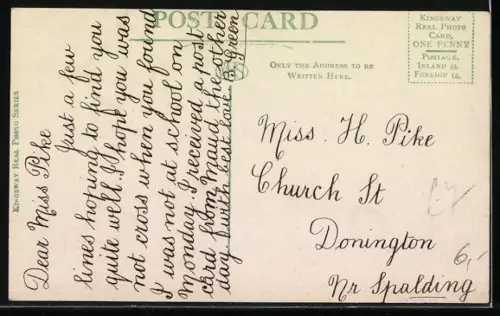 POST CARD
KINGSWAY
REAL PHOTO
CARD,
ONE PENNY
POSTAGE,
INLAND ½.
FOREIGN 1d.
ONLY THE ADDRESS TO BE
WRITTEN HERE.
KINGSWAY REAL PHOTO SERIES
Dear Miss Pike
Just a few
lines hoping to find you
quite well. I hope you was
not cross when you found
I was not at school on
Monday. I received a post
card from Maud the other
day. with best love. B. Green
Miss. H. Pike
Church St
Donington
Nr Spalding
6,-